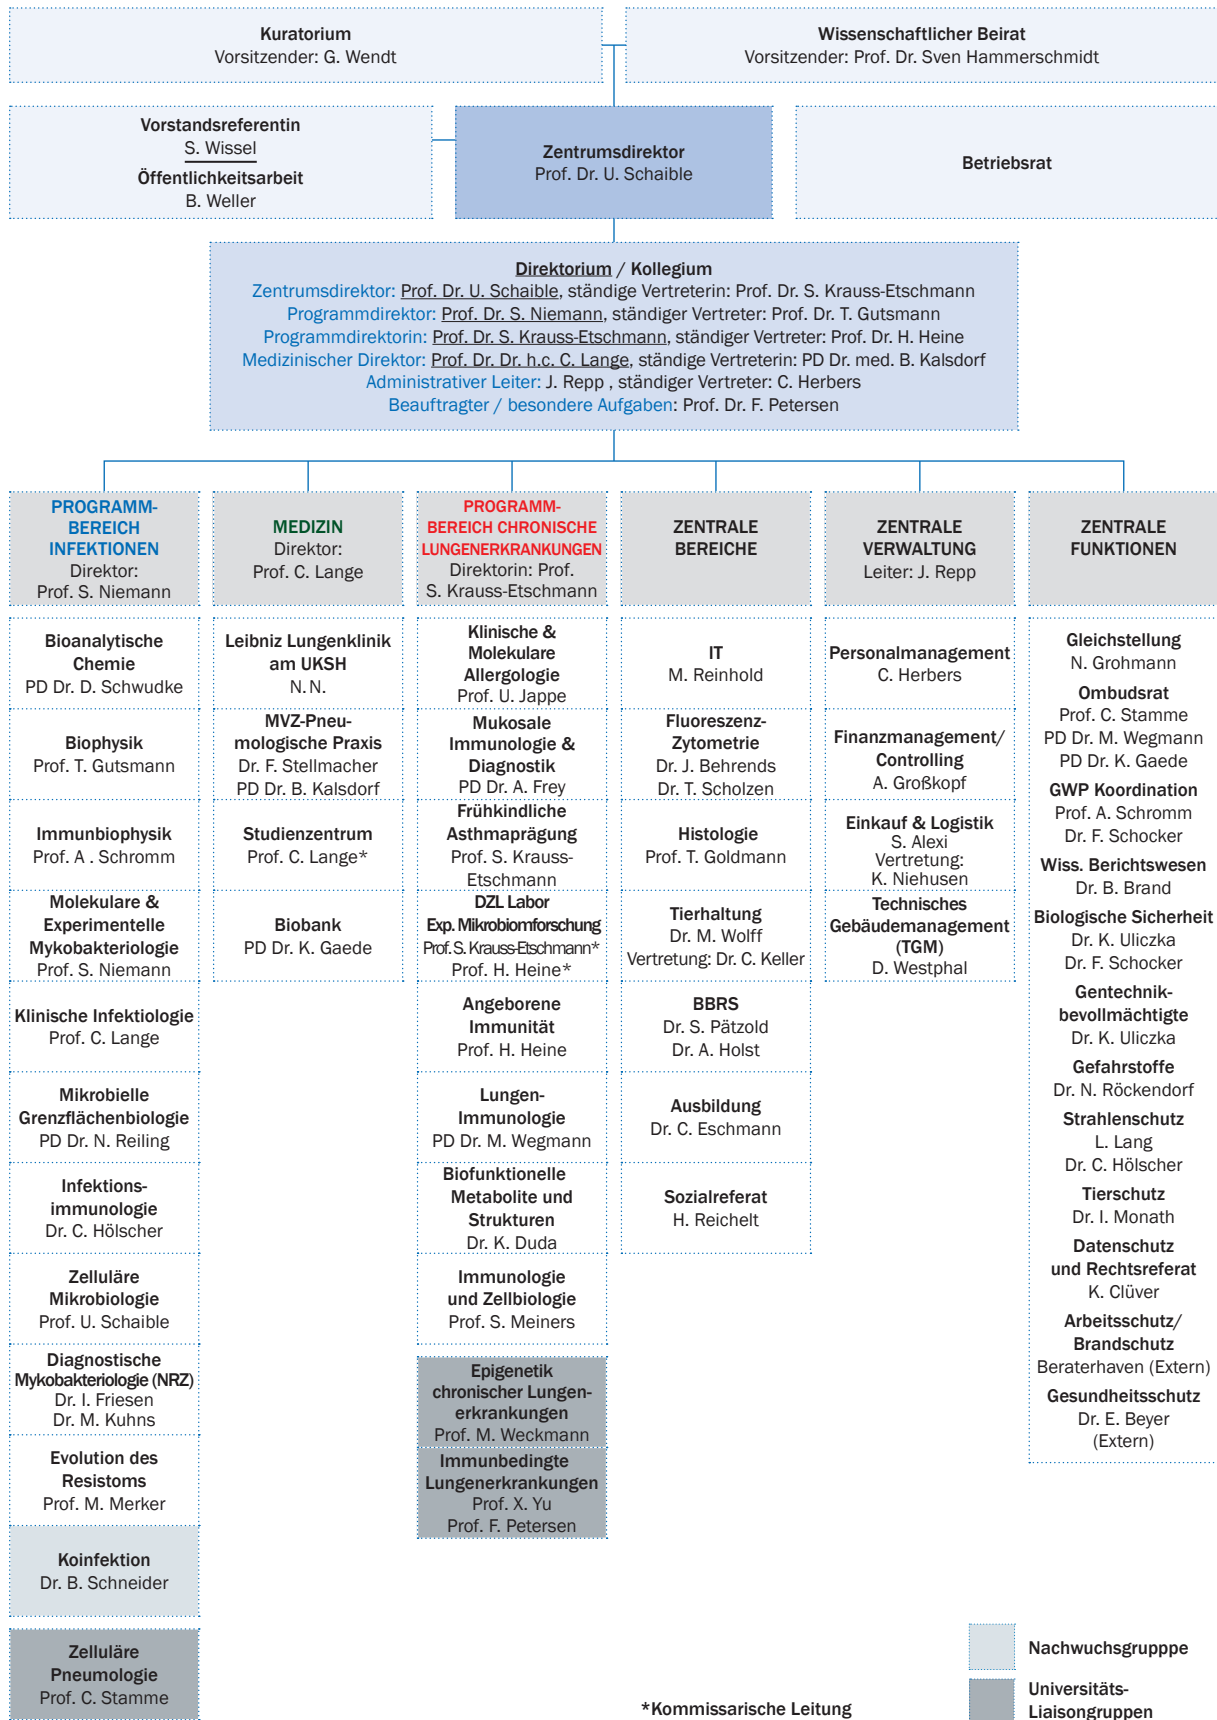 Kuratorium
Vorsitzender: G. Wendt
Wissenschaftlicher Beirat
Vorsitzender: Prof. Dr. Sven Hammerschmidt
Vorstandsreferentin
S. Wissel
Öffentlichkeitsarbeit
B. Weller
Zentrumsdirektor
Prof. Dr. U. Schaible
Betriebsrat
Direktorium / Kollegium
Zentrumsdirektor: Prof. Dr. U. Schaible, ständige Vertreterin: Prof. Dr. S. Krauss-Etschmann
Programmdirektor: Prof. Dr. S. Niemann, ständiger Vertreter: Prof. Dr. T. Gutsmann
Programmdirektorin: Prof. Dr. S. Krauss-Etschmann, ständiger Vertreter: Prof. Dr. H. Heine
Medizinischer Direktor: Prof. Dr. Dr. h.c. C. Lange, ständige Vertreterin: PD Dr. med. B. Kalsdorf
Administrativer Leiter: J. Repp , ständiger Vertreter: C. Herbers
Beauftragter / besondere Aufgaben: Prof. Dr. F. Petersen
PROGRAMM-
BEREICH
INFEKTIONEN
Direktor:
Prof. S. Niemann
Bioanalytische
Chemie
PD Dr. D. Schwudke
Biophysik
Prof. T. Gutsmann
Immunbiophysik
Prof. A . Schromm
Molekulare &
Experimentelle
Mykobakteriologie
Prof. S. Niemann
Klinische Infektiologie
Prof. C. Lange
Mikrobielle
Grenzflächenbiologie
PD Dr. N. Reiling
Infektions-
immunologie
Dr. C. Hölscher
Zelluläre
Mikrobiologie
Prof. U. Schaible
Diagnostische
Mykobakteriologie (NRZ)
Dr. I. Friesen
Dr. M. Kuhns
Evolution des
Resistoms
Prof. M. Merker
Koinfektion
Dr. B. Schneider
Zelluläre
Pneumologie
Prof. C. Stamme
MEDIZIN
Direktor:
Prof. C. Lange
Leibniz Lungenklinik
am UKSH
N. N.
MVZ-Pneu-
mologische Praxis
Dr. F. Stellmacher
PD Dr. B. Kalsdorf
Studienzentrum
Prof. C. Lange*
Biobank
PD Dr. K. Gaede
PROGRAMM-
BEREICH CHRONISCHE
LUNGENERKRANKUNGEN
Direktorin: Prof.
S. Krauss-Etschmann
Klinische &
Molekulare
Allergologie
Prof. U. Jappe
Mukosale
Immunologie &
Diagnostik
PD Dr. A. Frey
Frühkindliche
Asthmaprägung
Prof. S. Krauss-
Etschmann
DZL Labor
Exp. Mikrobiomforschung
Prof. S. Krauss-Etschmann*
Prof. H. Heine*
Angeborene
Immunität
Prof. H. Heine
Lungen-
Immunologie
PD Dr. M. Wegmann
Biofunktionelle
Metabolite und
Strukturen
Dr. K. Duda
Immunologie
und Zellbiologie
Prof. S. Meiners
Epigenetik
chronischer Lungen-
erkrankungen
Prof. M. Weckmann
Immunbedingte
Lungenerkrankungen
Prof. X. Yu
Prof. F. Petersen
ZENTRALE
BEREICHE
IT
M. Reinhold
Fluoreszenz-
Zytometrie
Dr. J. Behrends
Dr. T. Scholzen
Histologie
Prof. T. Goldmann
Tierhaltung
Dr. M. Wolff
Vertretung: Dr. C. Keller
BBRS
Dr. S. Pätzold
Dr. A. Holst
Ausbildung
Dr. C. Eschmann
Sozialreferat
H. Reichelt
ZENTRALE
VERWALTUNG
Leiter: J. Repp
Personalmanagement
C. Herbers
Finanzmanagement/
Controlling
A. Großkopf
Einkauf & Logistik
S. Alexi
Vertretung:
K. Niehusen
Technisches
Gebäudemanagement
(TGM)
D. Westphal
ZENTRALE
FUNKTIONEN
Gleichstellung
N. Grohmann
Ombudsrat
Prof. C. Stamme
PD Dr. M. Wegmann
PD Dr. K. Gaede
GWP Koordination
Prof. A. Schromm
Dr. F. Schocker
Wiss. Berichtswesen
Dr. B. Brand
Biologische Sicherheit
Dr. K. Uliczka
Dr. F. Schocker
Gentechnik-
bevollmächtigte
Dr. K. Uliczka
Gefahrstoffe
Dr. N. Röckendorf
Strahlenschutz
L. Lang
Dr. C. Hölscher
Tierschutz
Dr. I. Monath
Datenschutz
und Rechtsreferat
K. Clüver
Arbeitsschutz/
Brandschutz
Beraterhaven (Extern)
Gesundheitsschutz
Dr. E. Beyer
(Extern)
*Kommissarische Leitung
Nachwuchsgrupppe
Universitäts-
Liaisongruppen